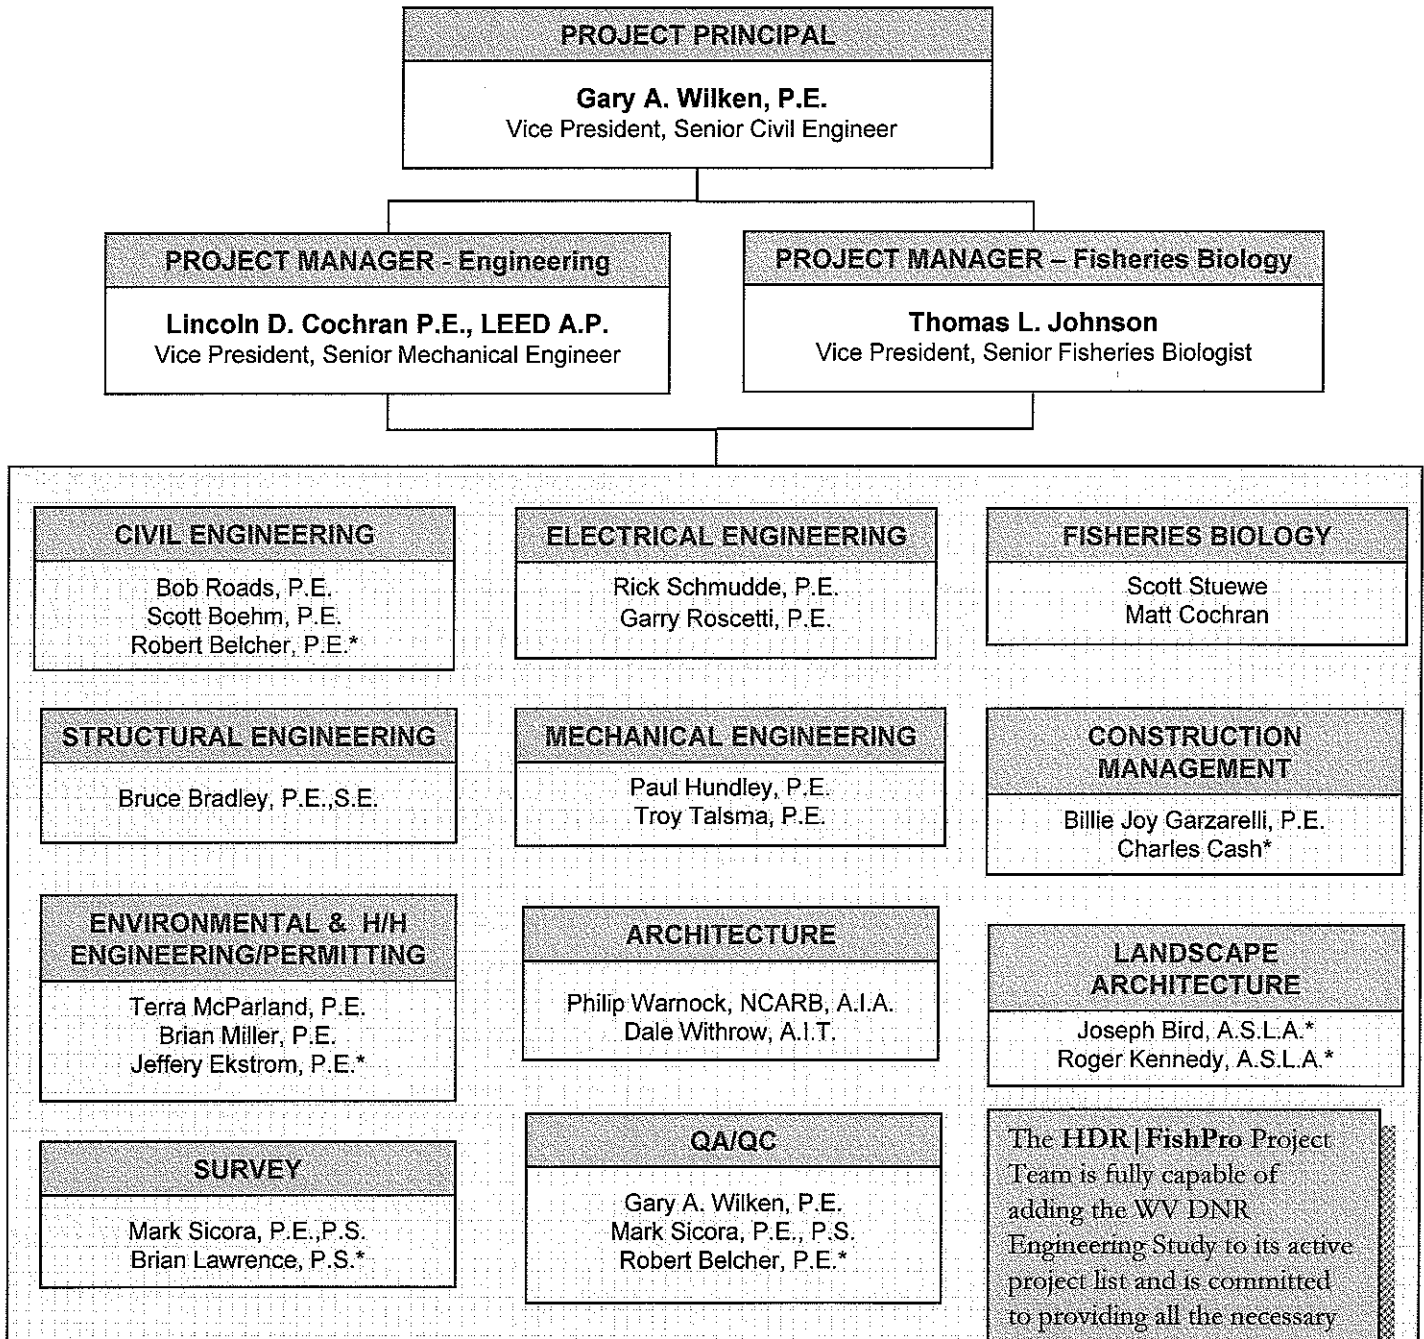 PROJECT PRINCIPAL
Gary A. Wilken, P.E.
Vice President, Senior Civil Engineer
PROJECT MANAGER - Engineering
Lincoln D. Cochran P.E., LEED A.P.
Vice President, Senior Mechanical Engineer
PROJECT MANAGER – Fisheries Biology
Thomas L. Johnson
Vice President, Senior Fisheries Biologist
CIVIL ENGINEERING
Bob Roads, P.E.
Scott Boehm, P.E.
Robert Belcher, P.E.*
ELECTRICAL ENGINEERING
Rick Schmudde, P.E.
Garry Roscetti, P.E.
FISHERIES BIOLOGY
Scott Stuewe
Matt Cochran
STRUCTURAL ENGINEERING
Bruce Bradley, P.E.,S.E.
MECHANICAL ENGINEERING
Paul Hundley, P.E.
Troy Talsma, P.E.
CONSTRUCTION
MANAGEMENT
Billie Joy Garzarelli, P.E.
Charles Cash*
ENVIRONMENTAL & H/H
ENGINEERING/PERMITTING
Terra McParland, P.E.
Brian Miller, P.E.
Jeffery Ekstrom, P.E.*
ARCHITECTURE
Philip Warnock, NCARB, A.I.A.
Dale Withrow, A.I.T.
LANDSCAPE
ARCHITECTURE
Joseph Bird, A.S.L.A.*
Roger Kennedy, A.S.L.A.*
SURVEY
Mark Sicora, P.E.,P.S.
Brian Lawrence, P.S.*
QA/QC
Gary A. Wilken, P.E.
Mark Sicora, P.E., P.S.
Robert Belcher, P.E.*
The HDR|FishPro Project
Team is fully capable of
adding the WV DNR
Engineering Study to its active
project list and is committed
to providing all the necessary